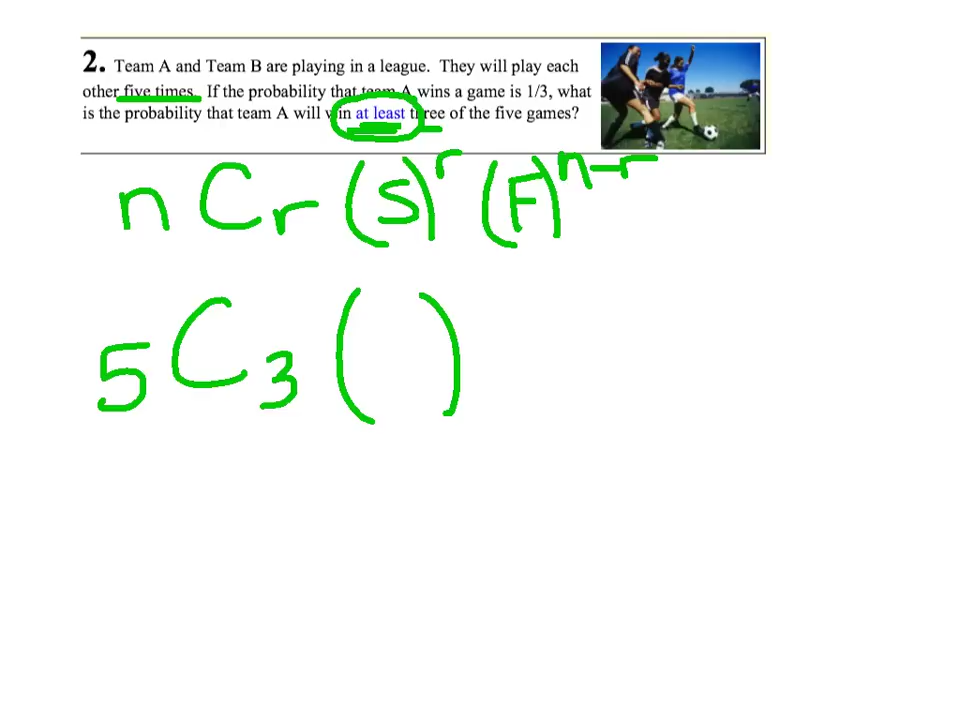 2. Team A and Team B are playing in a league. They will play each
other five times. If the probability that team A wins a game is 1/3, what
is the probability that team A will win at least three of the five games?
n C r (S)^r (F)^n-r
5 C 3 ( )